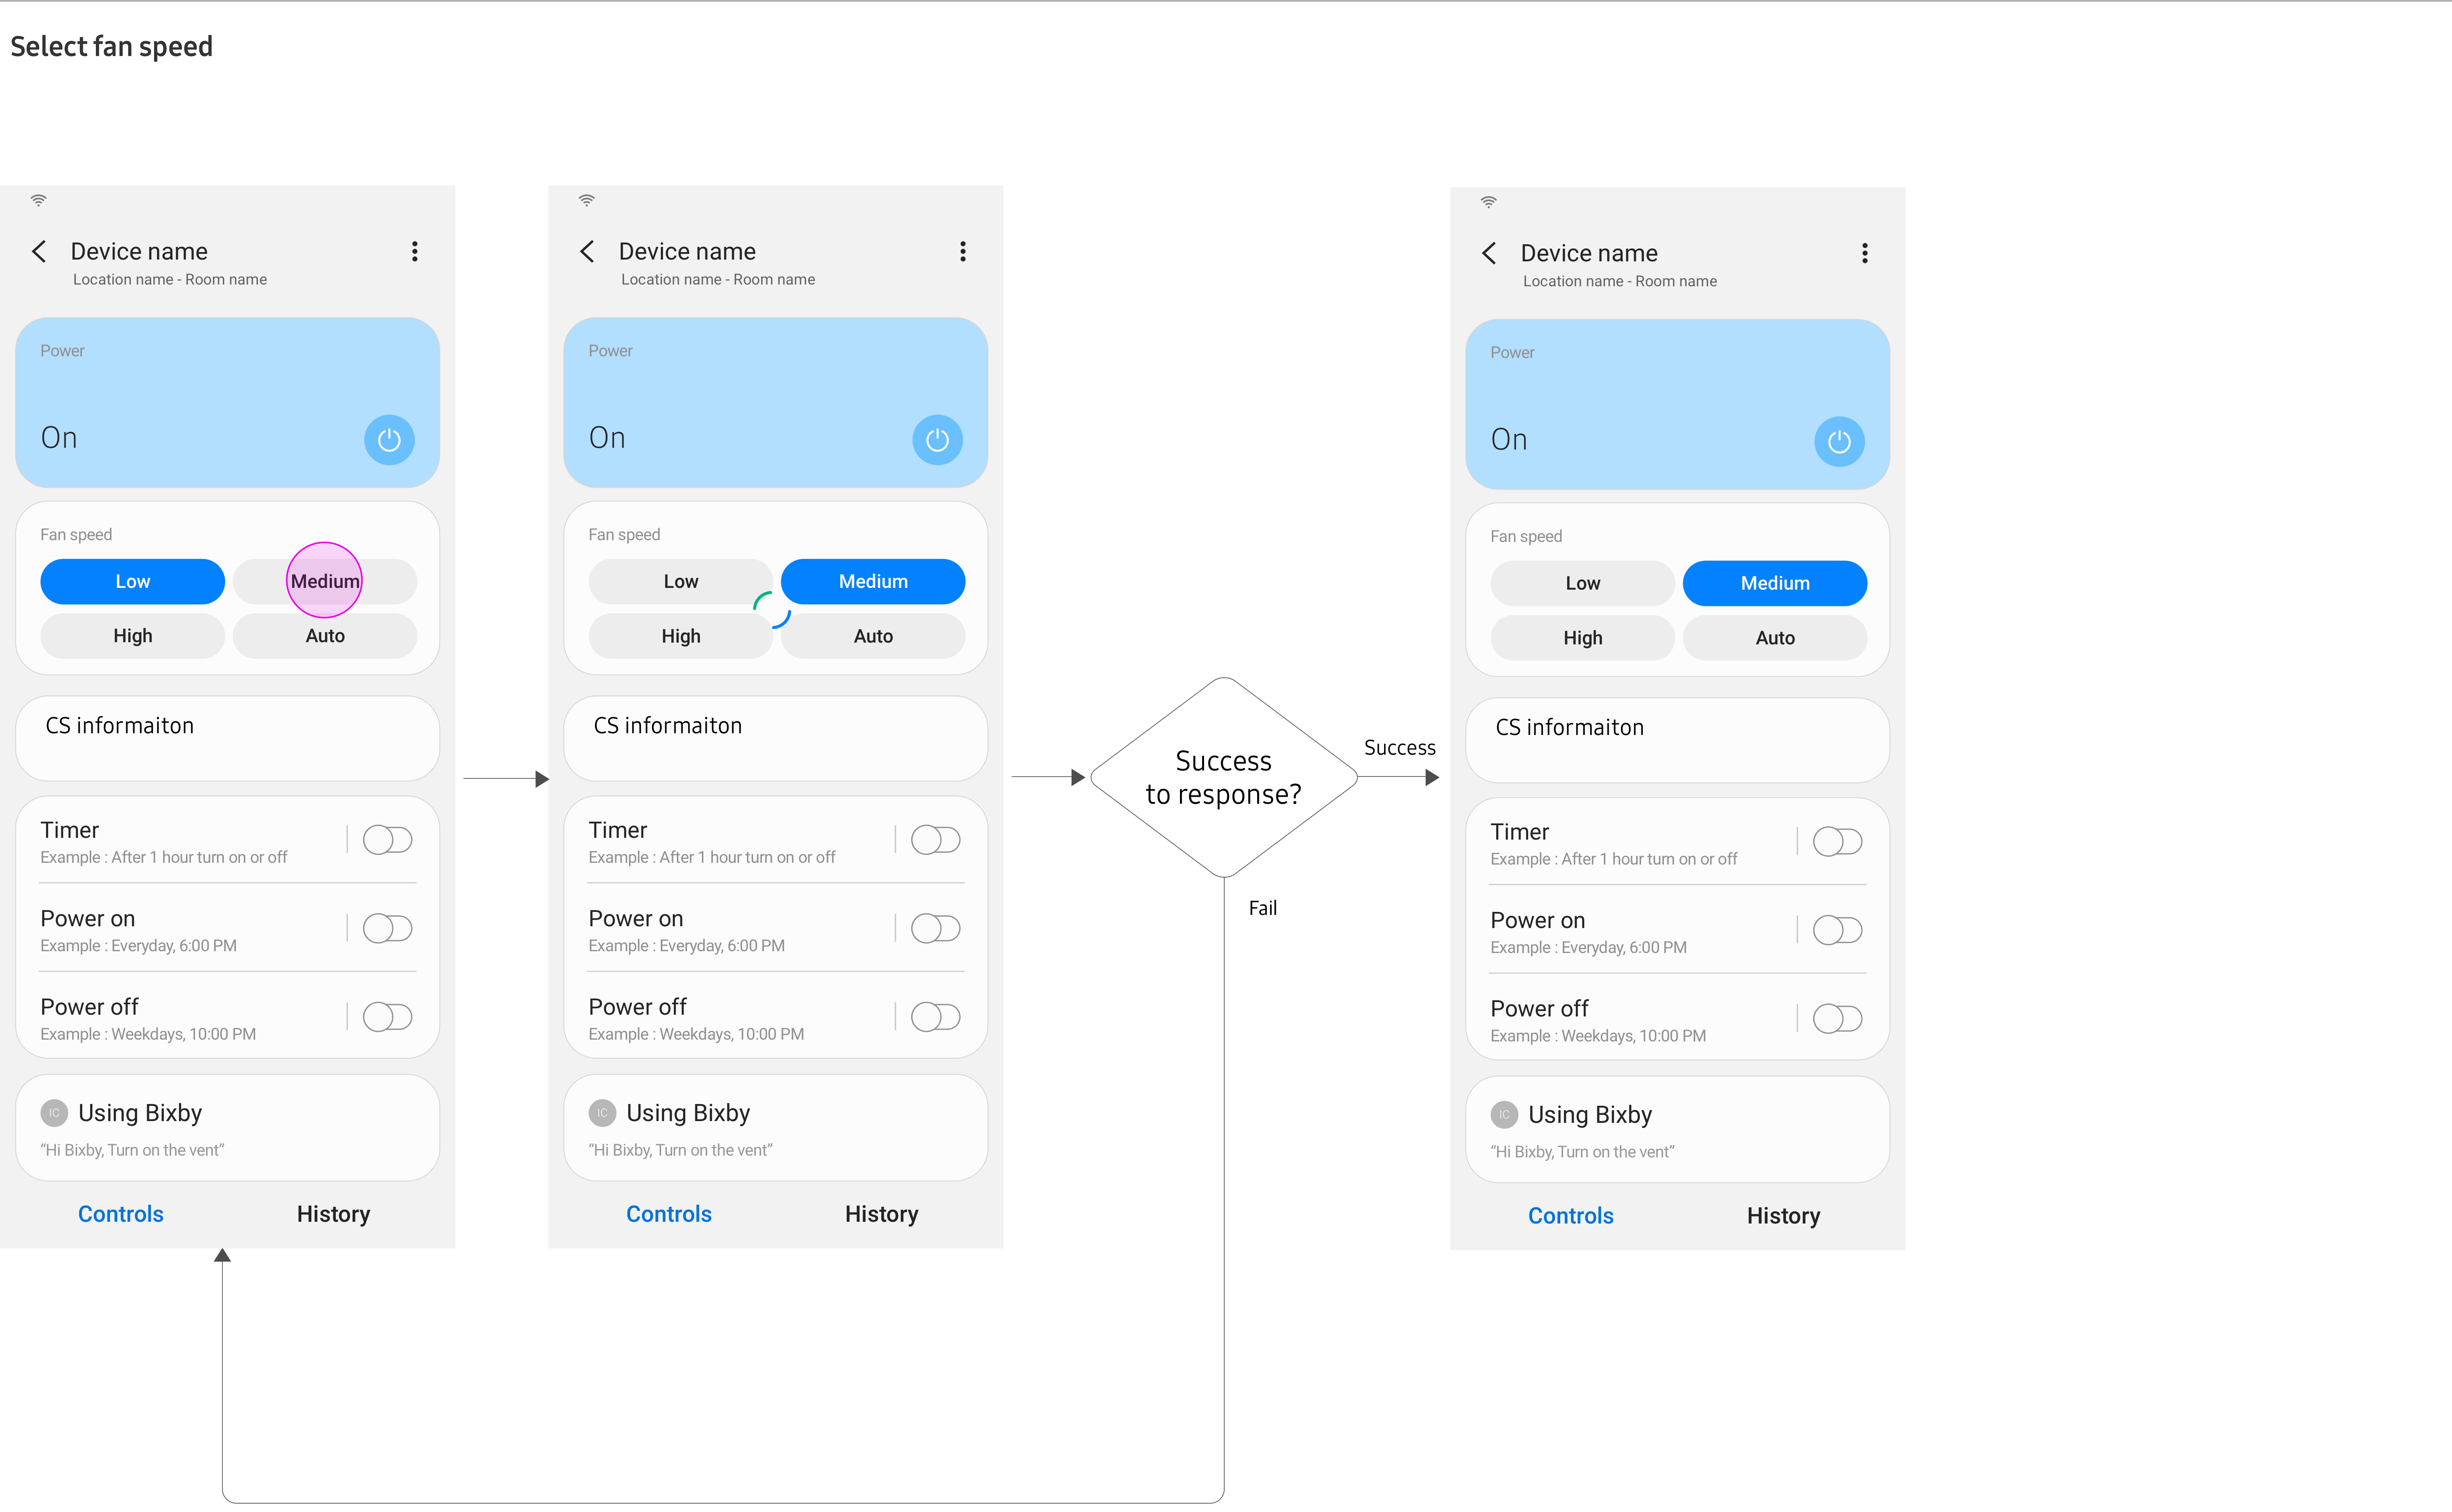 Select fan speed
Device name
Location name - Room name
Power
On
Fan speed
Low
Medium
High
Auto
CS informaiton
Timer
Example : After 1 hour turn on or off
Power on
Example : Everyday, 6:00 PM
Power off
Example : Weekdays, 10:00 PM
IC Using Bixby
“Hi Bixby, Turn on the vent”
Controls
History
Device name
Location name - Room name
Power
On
Fan speed
Low
Medium
High
Auto
CS informaiton
Timer
Example : After 1 hour turn on or off
Power on
Example : Everyday, 6:00 PM
Power off
Example : Weekdays, 10:00 PM
IC Using Bixby
“Hi Bixby, Turn on the vent”
Controls
History
Success
to response?
Success
Fail
Device name
Location name - Room name
Power
On
Fan speed
Low
Medium
High
Auto
CS informaiton
Timer
Example : After 1 hour turn on or off
Power on
Example : Everyday, 6:00 PM
Power off
Example : Weekdays, 10:00 PM
IC Using Bixby
“Hi Bixby, Turn on the vent”
Controls
History